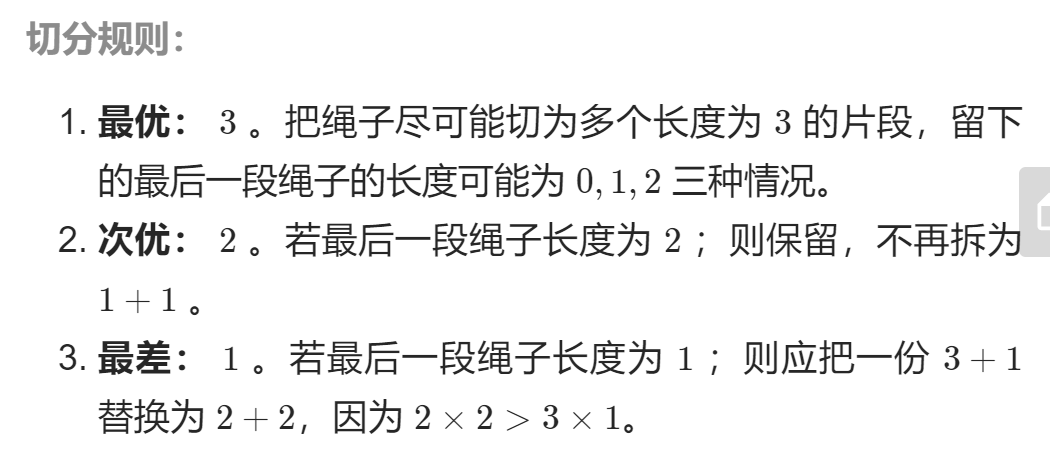 切分规则：
1. 最优： 3 。把绳子尽可能切为多个长度为 3 的片段，留下
的最后一段绳子的长度可能为 0, 1, 2 三种情况。
2. 次优： 2 。若最后一段绳子长度为 2 ；则保留，不再拆为
1 + 1 。
3. 最差： 1 。若最后一段绳子长度为 1 ；则应把一份 3 + 1
替换为 2 + 2，因为 2 × 2 > 3 × 1。